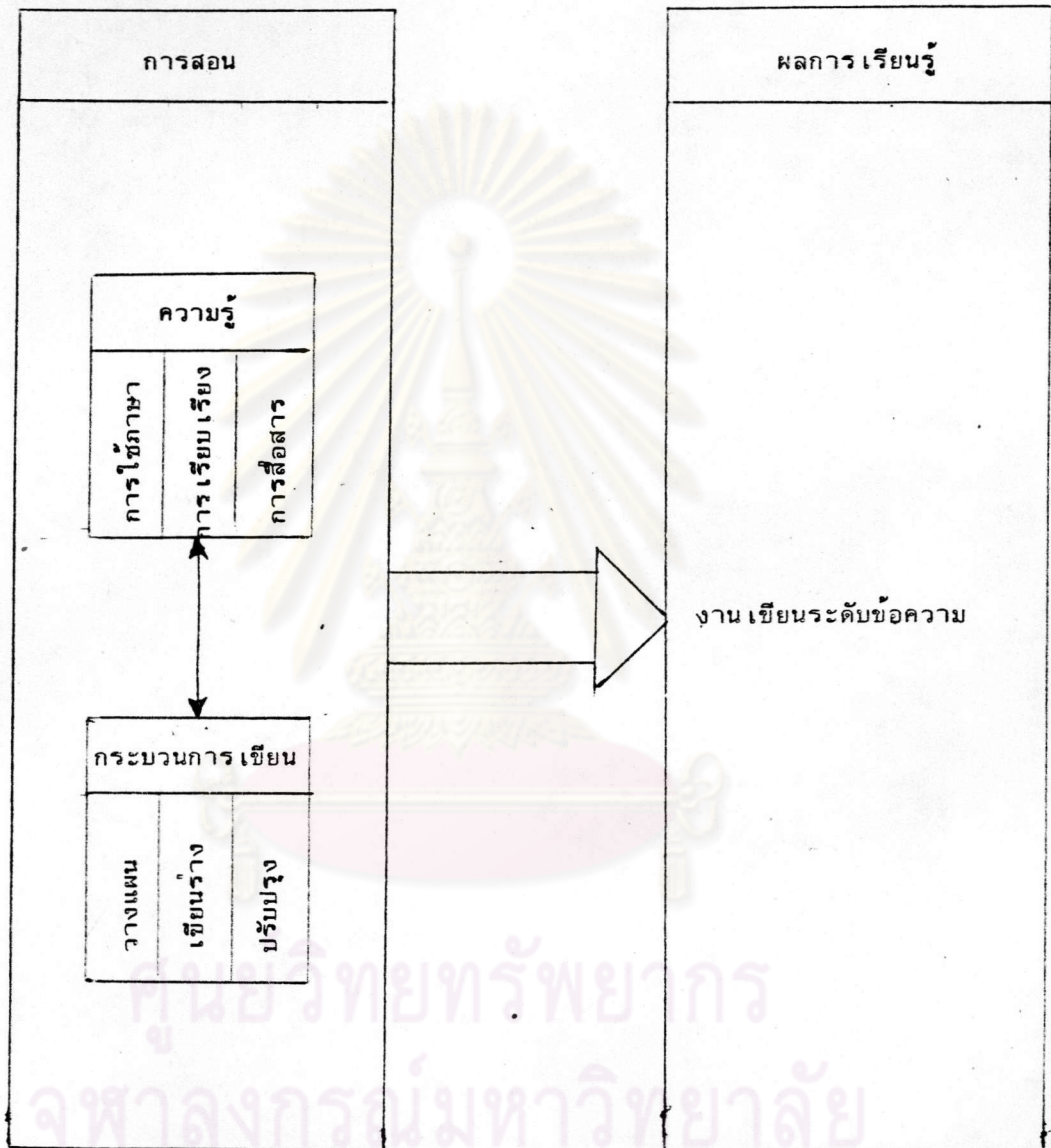 การสอน
ผลการเรียนรู้
ความรู้
การใช้ภาษา
การเรียบเรียง
การสื่อสาร
งานเขียนระดับข้อความ
กระบวนการเขียน
วางแผน
เขียนร่าง
ปรับปรุง
ศูนย์วิทยทรัพยากร
จุฬาลงกรณ์มหาวิทยาลัย